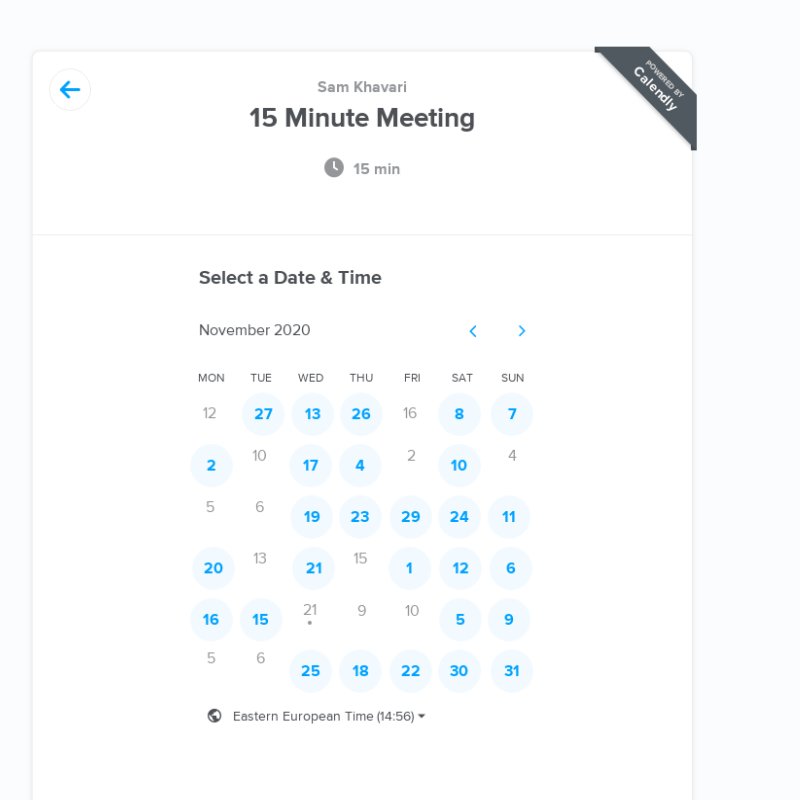 Sam Khavari
15 Minute Meeting
15 min
POWERED BY
Calendly
Select a Date & Time
November 2020
MON TUE WED THU FRI SAT SUN
12 27 13 26 16 8 7
2 10 17 4 2 10 4
5 6 19 23 29 24 11
20 13 21 15 1 12 6
16 15 21 9 10 5 9
5 6 25 18 22 30 31
Eastern European Time (14:56)